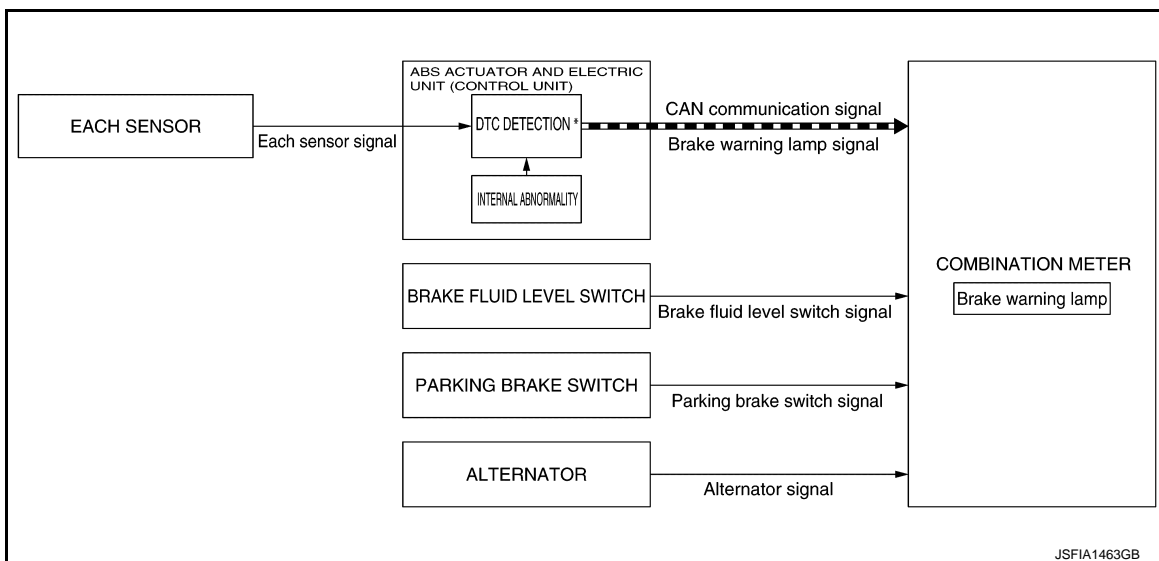 EACH SENSOR
Each sensor signal
ABS ACTUATOR AND ELECTRIC
UNIT (CONTROL UNIT)
DTC DETECTION *
INTERNAL ABNORMALITY
CAN communication signal
Brake warning lamp signal
BRAKE FLUID LEVEL SWITCH
Brake fluid level switch signal
PARKING BRAKE SWITCH
Parking brake switch signal
ALTERNATOR
Alternator signal
COMBINATION METER
Brake warning lamp
JSFIA1463GB